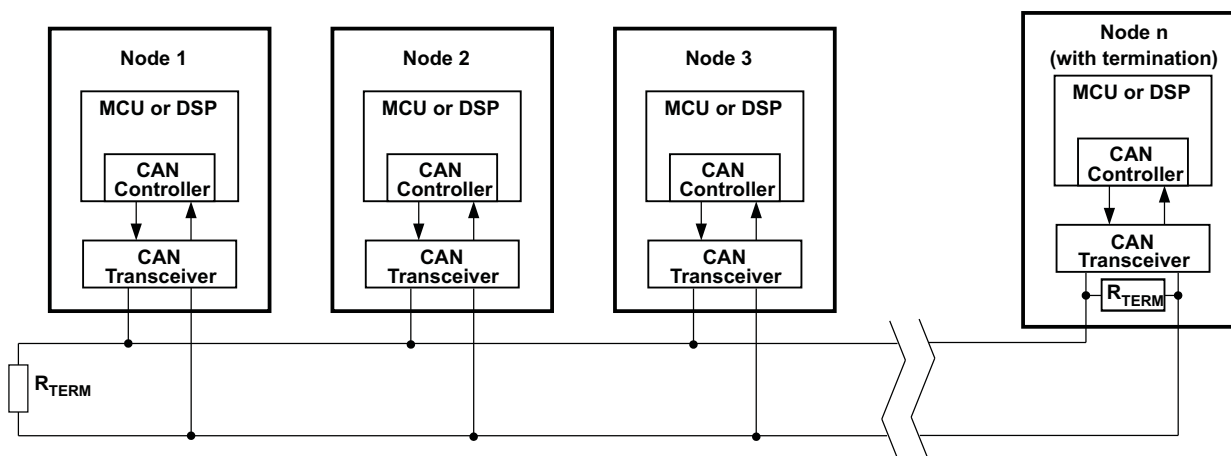 Node 1
MCU or DSP
CAN
Controller
CAN
Transceiver
Node 2
MCU or DSP
CAN
Controller
CAN
Transceiver
Node 3
MCU or DSP
CAN
Controller
CAN
Transceiver
Node n
(with termination)
MCU or DSP
CAN
Controller
CAN
Transceiver
RTERM
RTERM